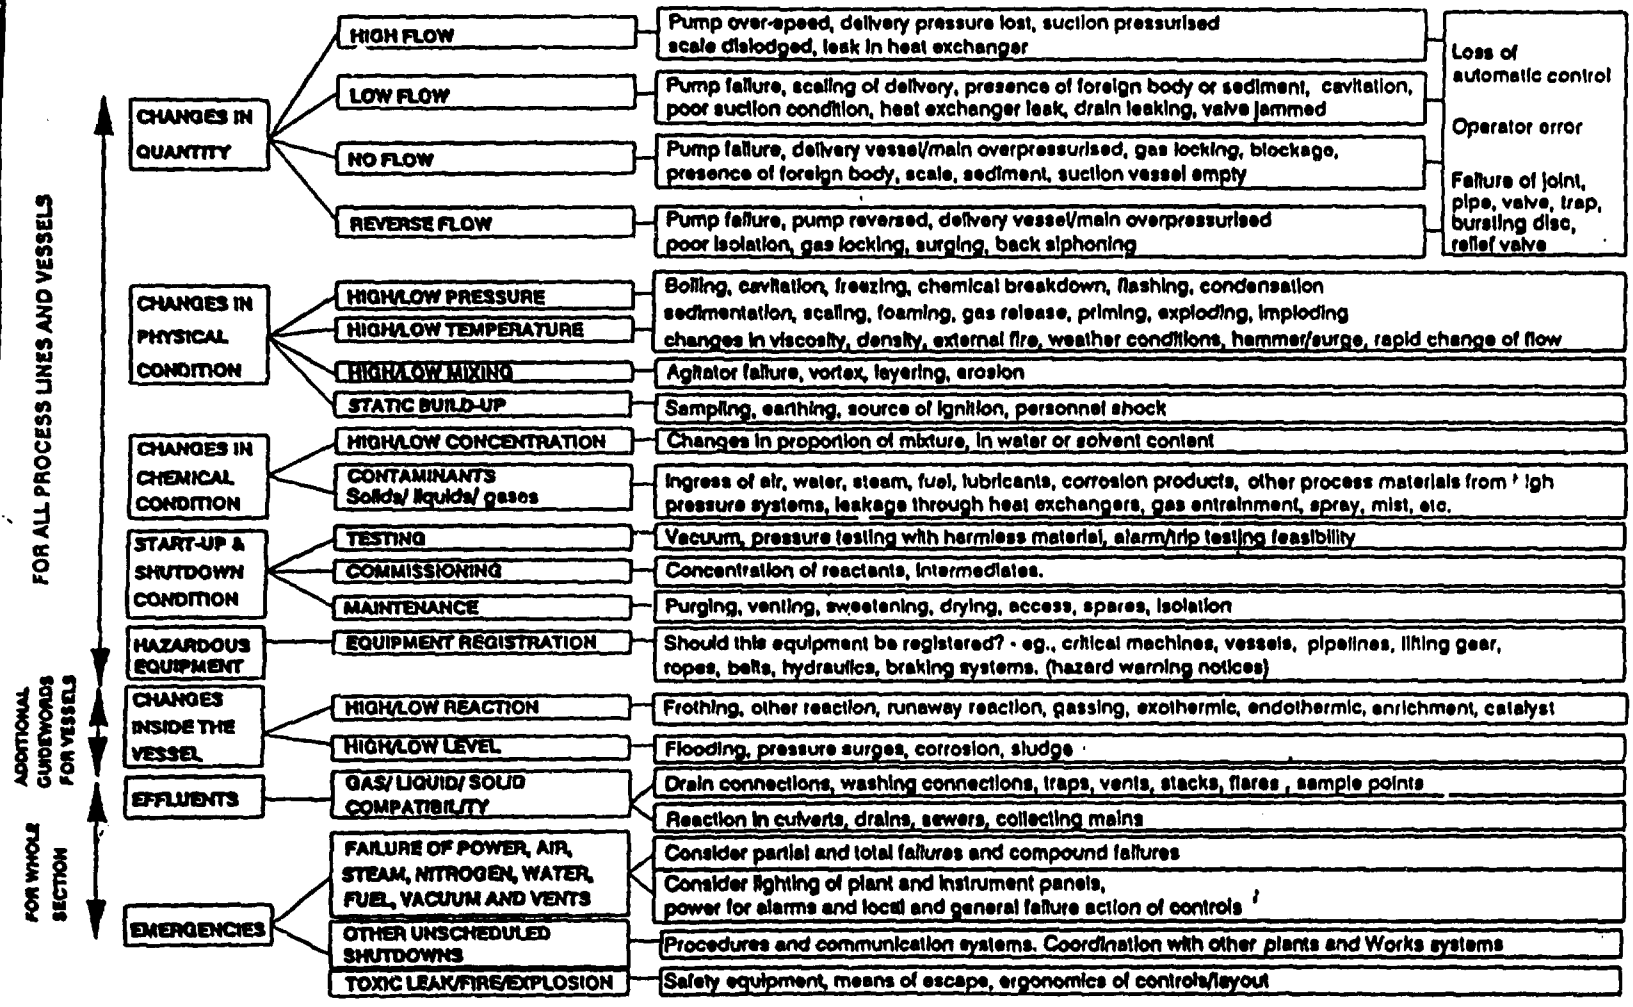 FOR ALL PROCESS LINES AND VESSELS
CHANGES IN
QUANTITY
HIGH FLOW
Pump over-speed, delivery pressure lost, suction pressurised
scale dislodged, leak in heat exchanger
LOW FLOW
Pump failure, scaling of delivery, presence of foreign body or sediment, cavitation,
poor suction condition, heat exchanger leak, drain leaking, valve jammed
NO FLOW
Pump failure, delivery vessel/main overpressurised, gas locking, blockage,
presence of foreign body, scale, sediment, suction vessel empty
REVERSE FLOW
Pump failure, pump reversed, delivery vessel/main overpressurised
poor isolation, gas locking, surging, back siphoning
Loss of
automatic control
Operator error
Failure of joint,
pipe, valve, trap,
bursting disc,
relief valve
CHANGES IN
PHYSICAL
CONDITION
HIGH/LOW PRESSURE
HIGH/LOW TEMPERATURE
Boiling, cavitation, freezing, chemical breakdown, flashing, condensation
sedimentation, scaling, foaming, gas release, priming, exploding, imploding
changes in viscosity, density, external fire, weather conditions, hammer/surge, rapid change of flow
HIGH/LOW MIXING
Agitator failure, vortex, layering, erosion
STATIC BUILD-UP
Sampling, earthing, source of ignition, personnel shock
CHANGES IN
CHEMICAL
CONDITION
HIGH/LOW CONCENTRATION
Changes in proportion of mixture, in water or solvent content
CONTAMINANTS
Solids/ liquids/ gases
Ingress of air, water, steam, fuel, lubricants, corrosion products, other process materials from
pressure systems, leakage through heat exchangers, gas entrainment, spray, mist, etc.
START-UP &
SHUTDOWN
CONDITION
TESTING
Vacuum, pressure testing with harmless material, alarm/trip testing feasibility
COMMISSIONING
Concentration of reactants, intermediates.
MAINTENANCE
Purging, venting, sweetening, drying, access, spares, isolation
HAZARDOUS
EQUIPMENT
EQUIPMENT REGISTRATION
Should this equipment be registered? - eg., critical machines, vessels, pipelines, lifting gear,
ropes, belts, hydraulics, braking systems. (hazard warning notices)
ADDITIONAL
GUIDEWORDS
FOR VESSELS
CHANGES
INSIDE THE
VESSEL
HIGH/LOW REACTION
Frothing, other reaction, runaway reaction, gassing, exothermic, endothermic, enrichment, catalyst
HIGH/LOW LEVEL
Flooding, pressure surges, corrosion, sludge
FOR WHOLE
SECTION
EFFLUENTS
GAS/ LIQUID/ SOLID
COMPATIBILITY
Drain connections, washing connections, traps, vents, stacks, flares , sample points
Reaction in culverts, drains, sewers, collecting mains
EMERGENCIES
FAILURE OF POWER, AIR,
STEAM, NITROGEN, WATER,
FUEL, VACUUM AND VENTS
Consider partial and total failures and compound failures
Consider lighting of plant and instrument panels,
power for alarms and local and general failure action of controls
OTHER UNSCHEDULED
SHUTDOWNS
Procedures and communication systems. Coordination with other plants and Works systems
TOXIC LEAK/FIRE/EXPLOSION
Safety equipment, means of escape, ergonomics of controls/layout